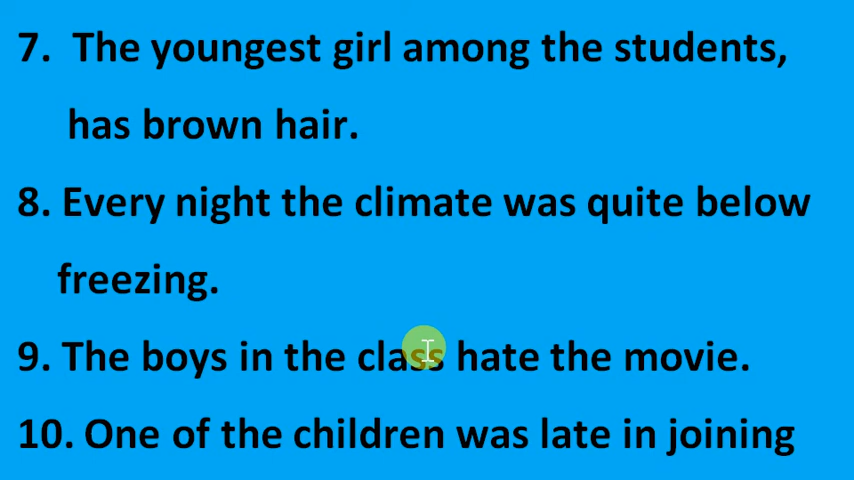 7. The youngest girl among the students,
has brown hair.
8. Every night the climate was quite below
freezing.
9. The boys in the class hate the movie.
10. One of the children was late in joining